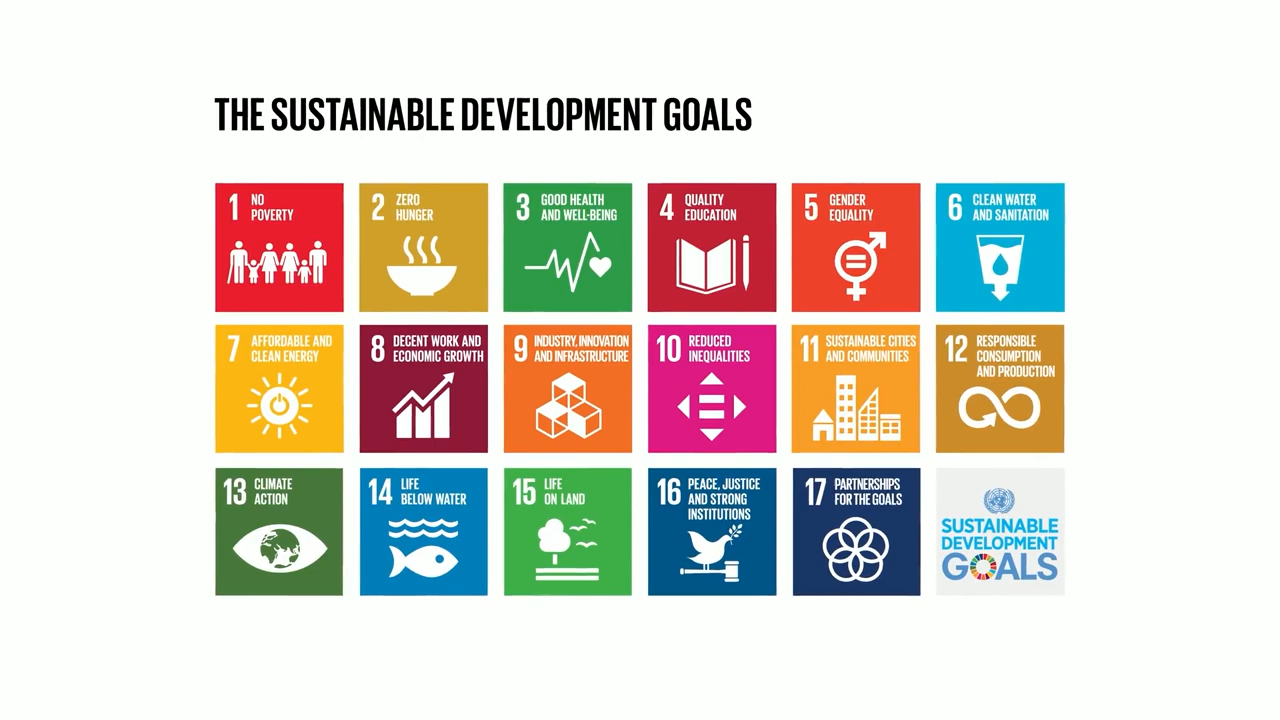 THE SUSTAINABLE DEVELOPMENT GOALS
1 NO
POVERTY
2 ZERO
HUNGER
3 GOOD HEALTH
AND WELL-BEING
4 QUALITY
EDUCATION
5 GENDER
EQUALITY
6 CLEAN WATER
AND SANITATION
7 AFFORDABLE AND
CLEAN ENERGY
8 DECENT WORK AND
ECONOMIC GROWTH
9 INDUSTRY, INNOVATION
AND INFRASTRUCTURE
10 REDUCED
INEQUALITIES
11 SUSTAINABLE CITIES
AND COMMUNITIES
12 RESPONSIBLE
CONSUMPTION
AND PRODUCTION
13 CLIMATE
ACTION
14 LIFE
BELOW WATER
15 LIFE
ON LAND
16 PEACE, JUSTICE
AND STRONG
INSTITUTIONS
17 PARTNERSHIPS
FOR THE GOALS
SUSTAINABLE
DEVELOPMENT
GOALS